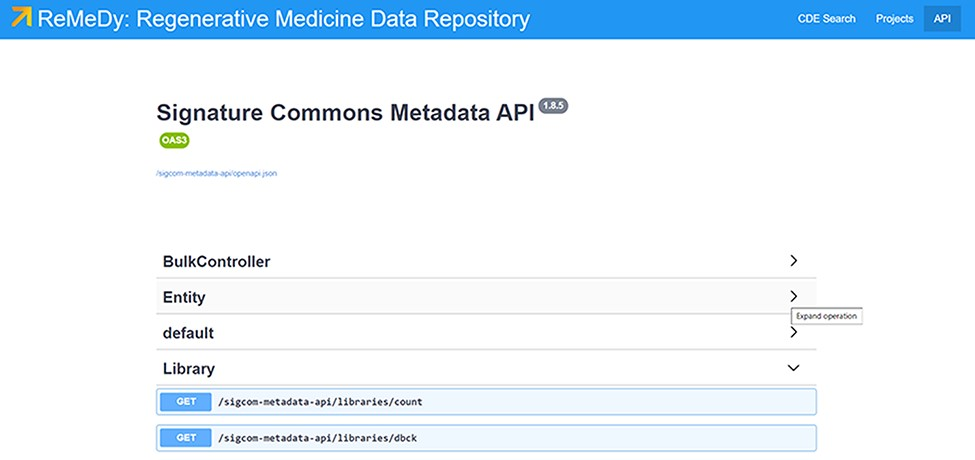 ReMeDy: Regenerative Medicine Data Repository
CDE Search Projects API
Signature Commons Metadata API 1.8.5
OAS3
/sigcom-metadata-api/openapi.json
BulkController
Entity
Expand operation
default
Library
GET /sigcom-metadata-api/libraries/count
GET /sigcom-metadata-api/libraries/dbck